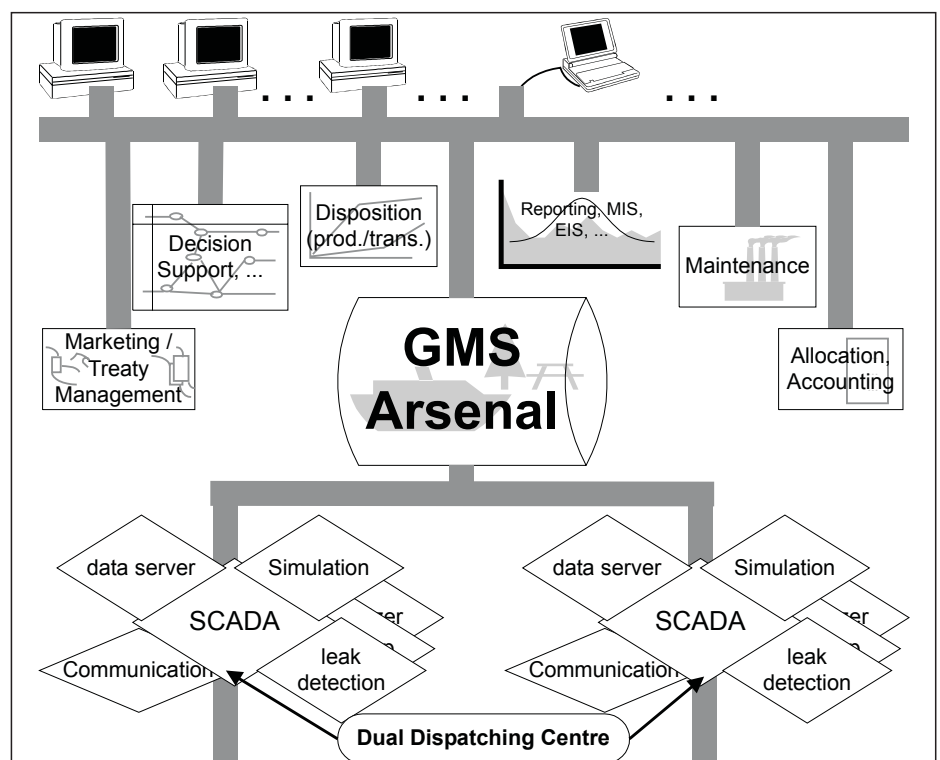 . . .
. . .
. . .
Decision
Support, ...
Disposition
(prod./trans.)
Reporting, MIS,
EIS, ...
Maintenance
Marketing /
Treaty
Management
GMS
Arsenal
Allocation,
Accounting
data server
Simulation
SCADA
Communication
leak
detection
data server
Simulation
SCADA
Communication
leak
detection
Dual Dispatching Centre